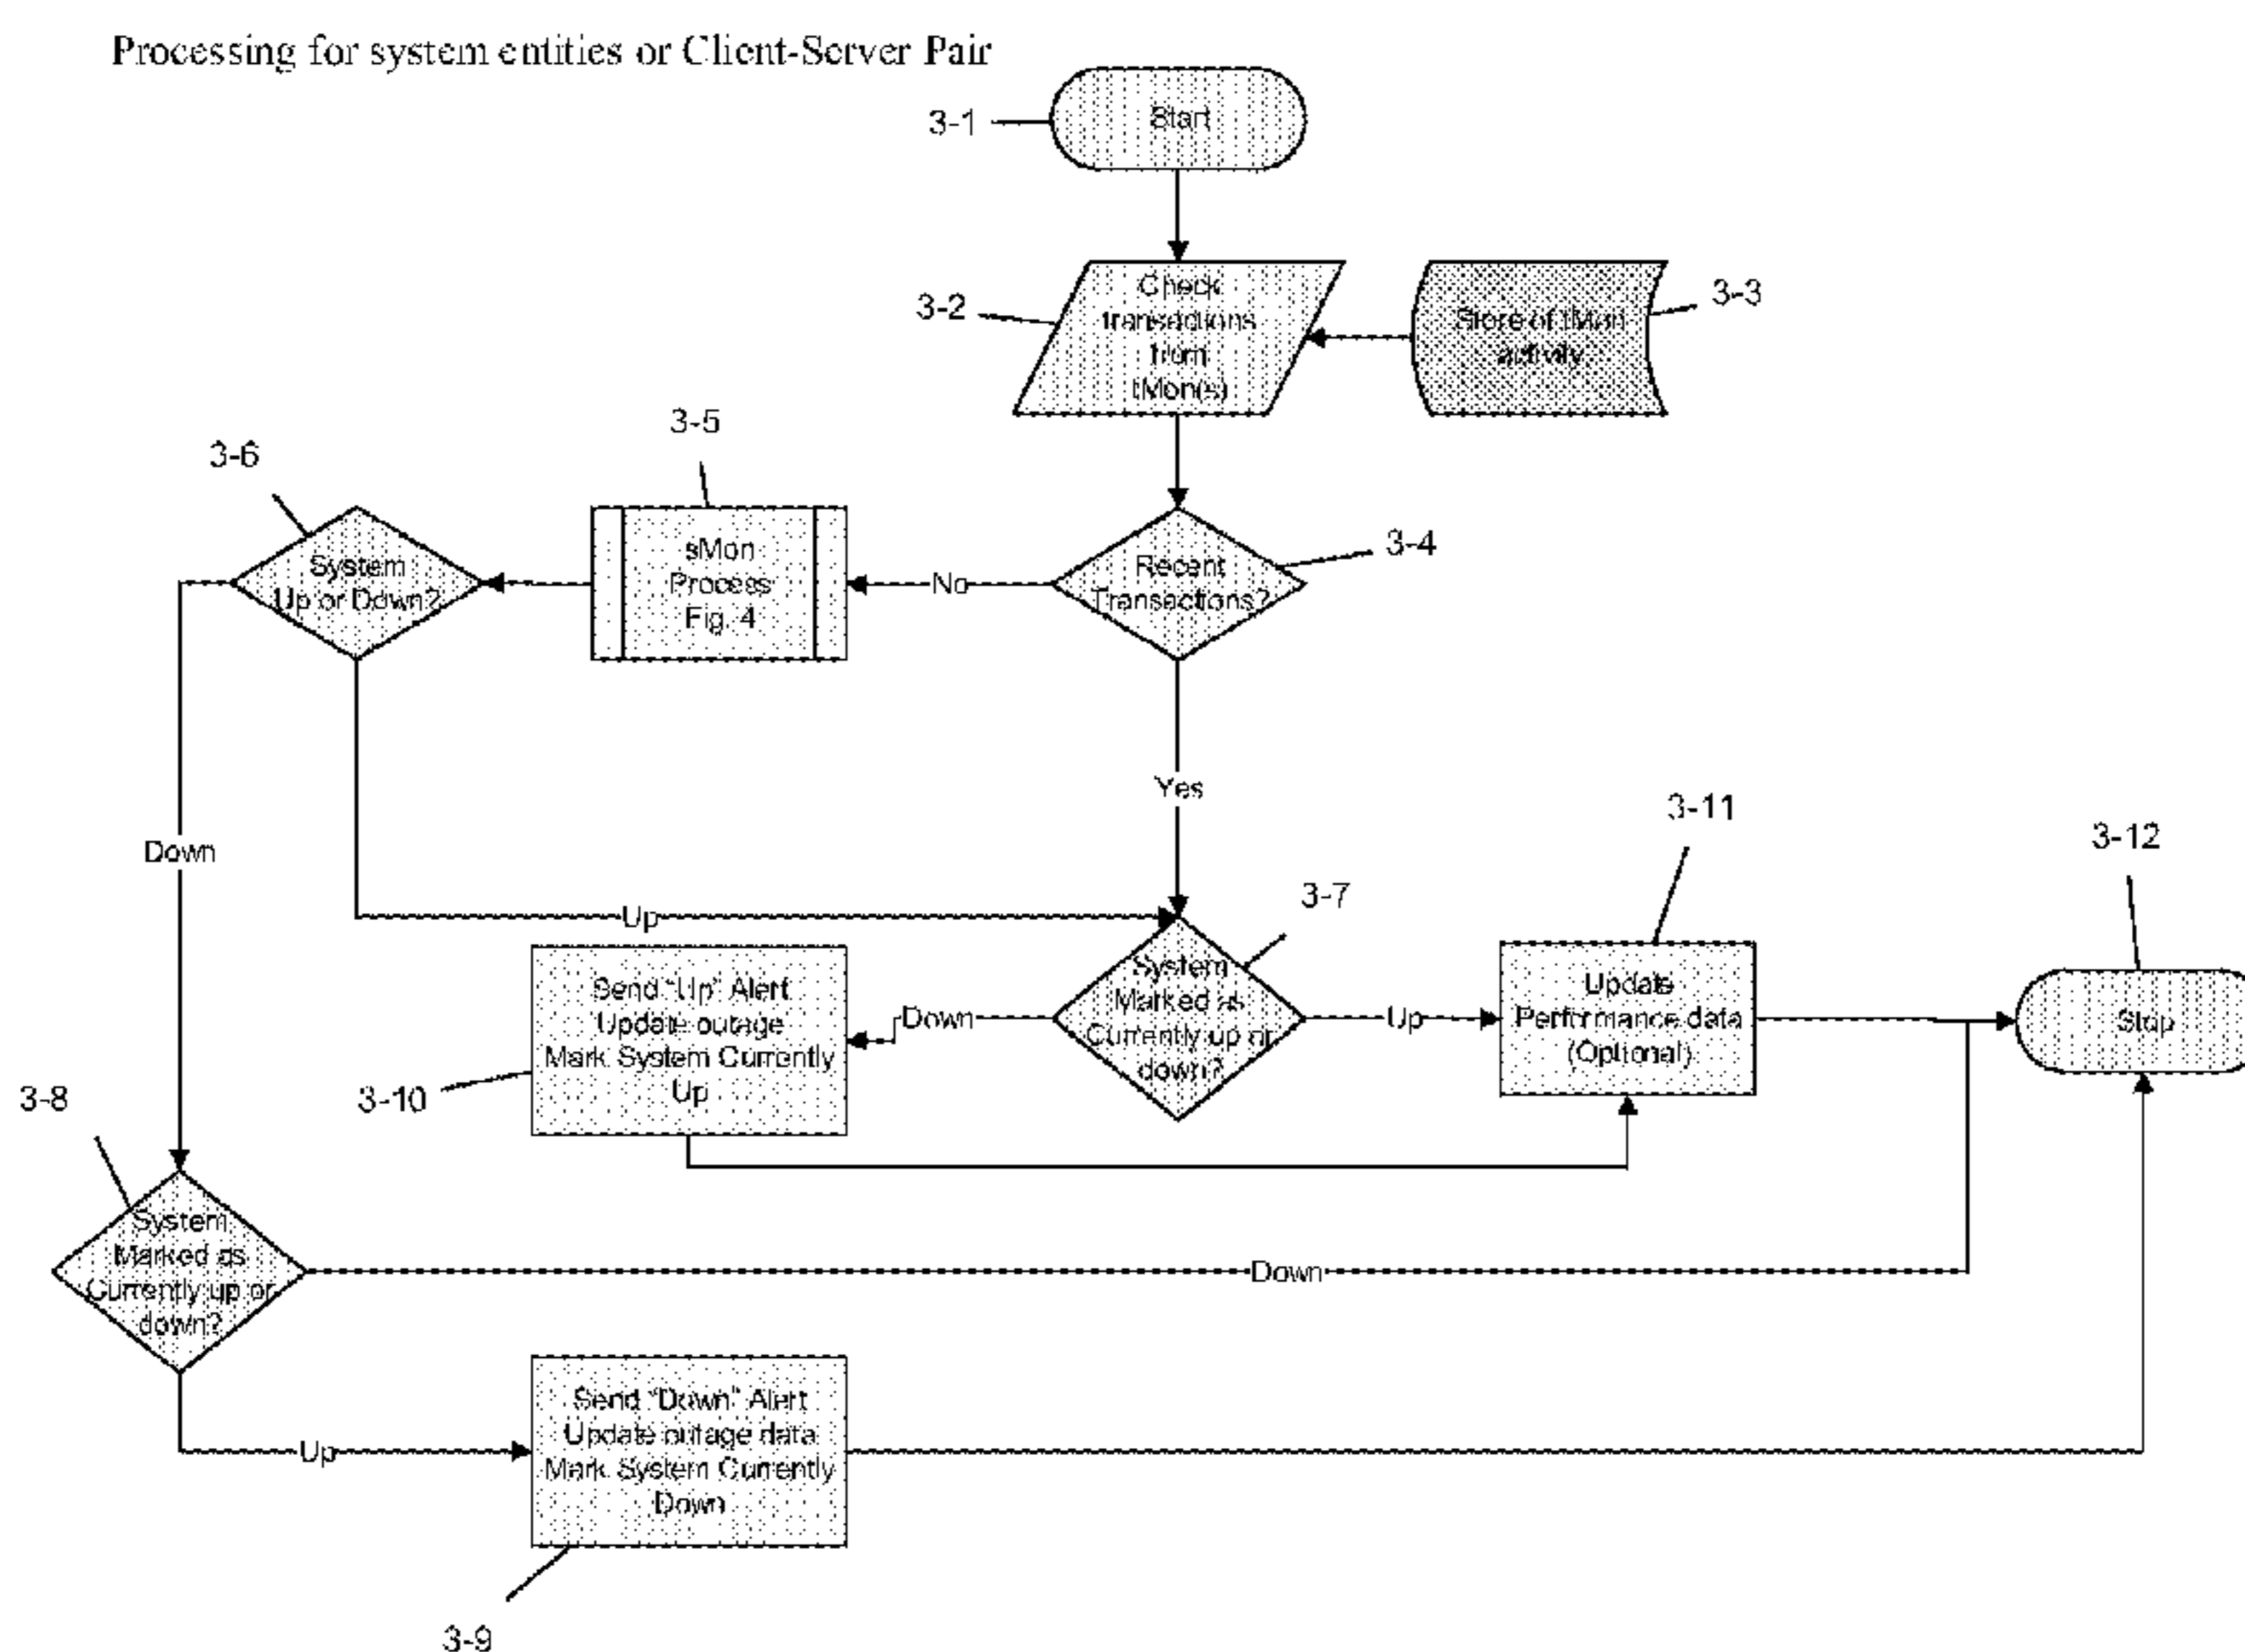 Processing for system entities or Client-Server Pair
3-1
Start
3-2
Check
transactions
from
tMon(s)
Store of tMon
activity
3-3
3-6
System
Up or Down?
3-5
sMon
Process
Fig. 4
No
Recent
Transactions?
3-4
Down
Yes
Up
3-7
3-11
3-12
Send "Up" Alert
Update outage
Mark System Currently
Up
3-10
Down
System
Marked as
Currently up or
down?
Up
Update
Performance data
(Optional)
Stop
3-8
System
Marked as
Currently up or
down?
Down
Up
Send "Down" Alert
Update outage data
Mark System Currently
Down
3-9